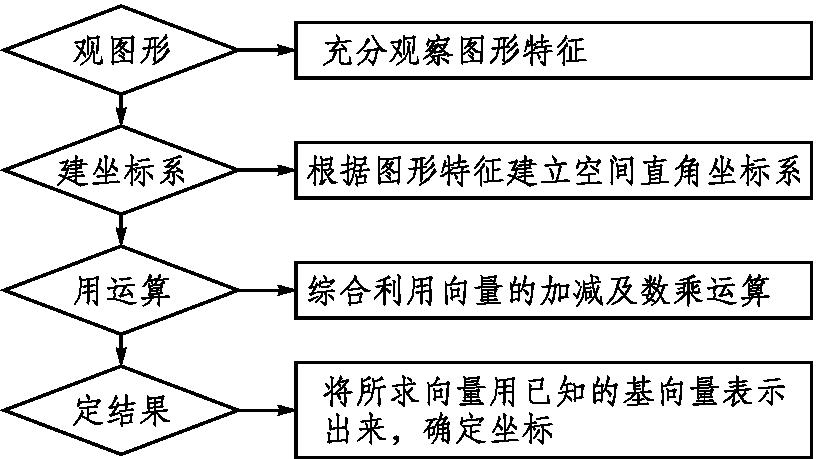 观图形
充分观察图形特征
建坐标系
根据图形特征建立空间直角坐标系
用运算
综合利用向量的加减及数乘运算
定结果
将所求向量用已知的基向量表示
出来，确定坐标